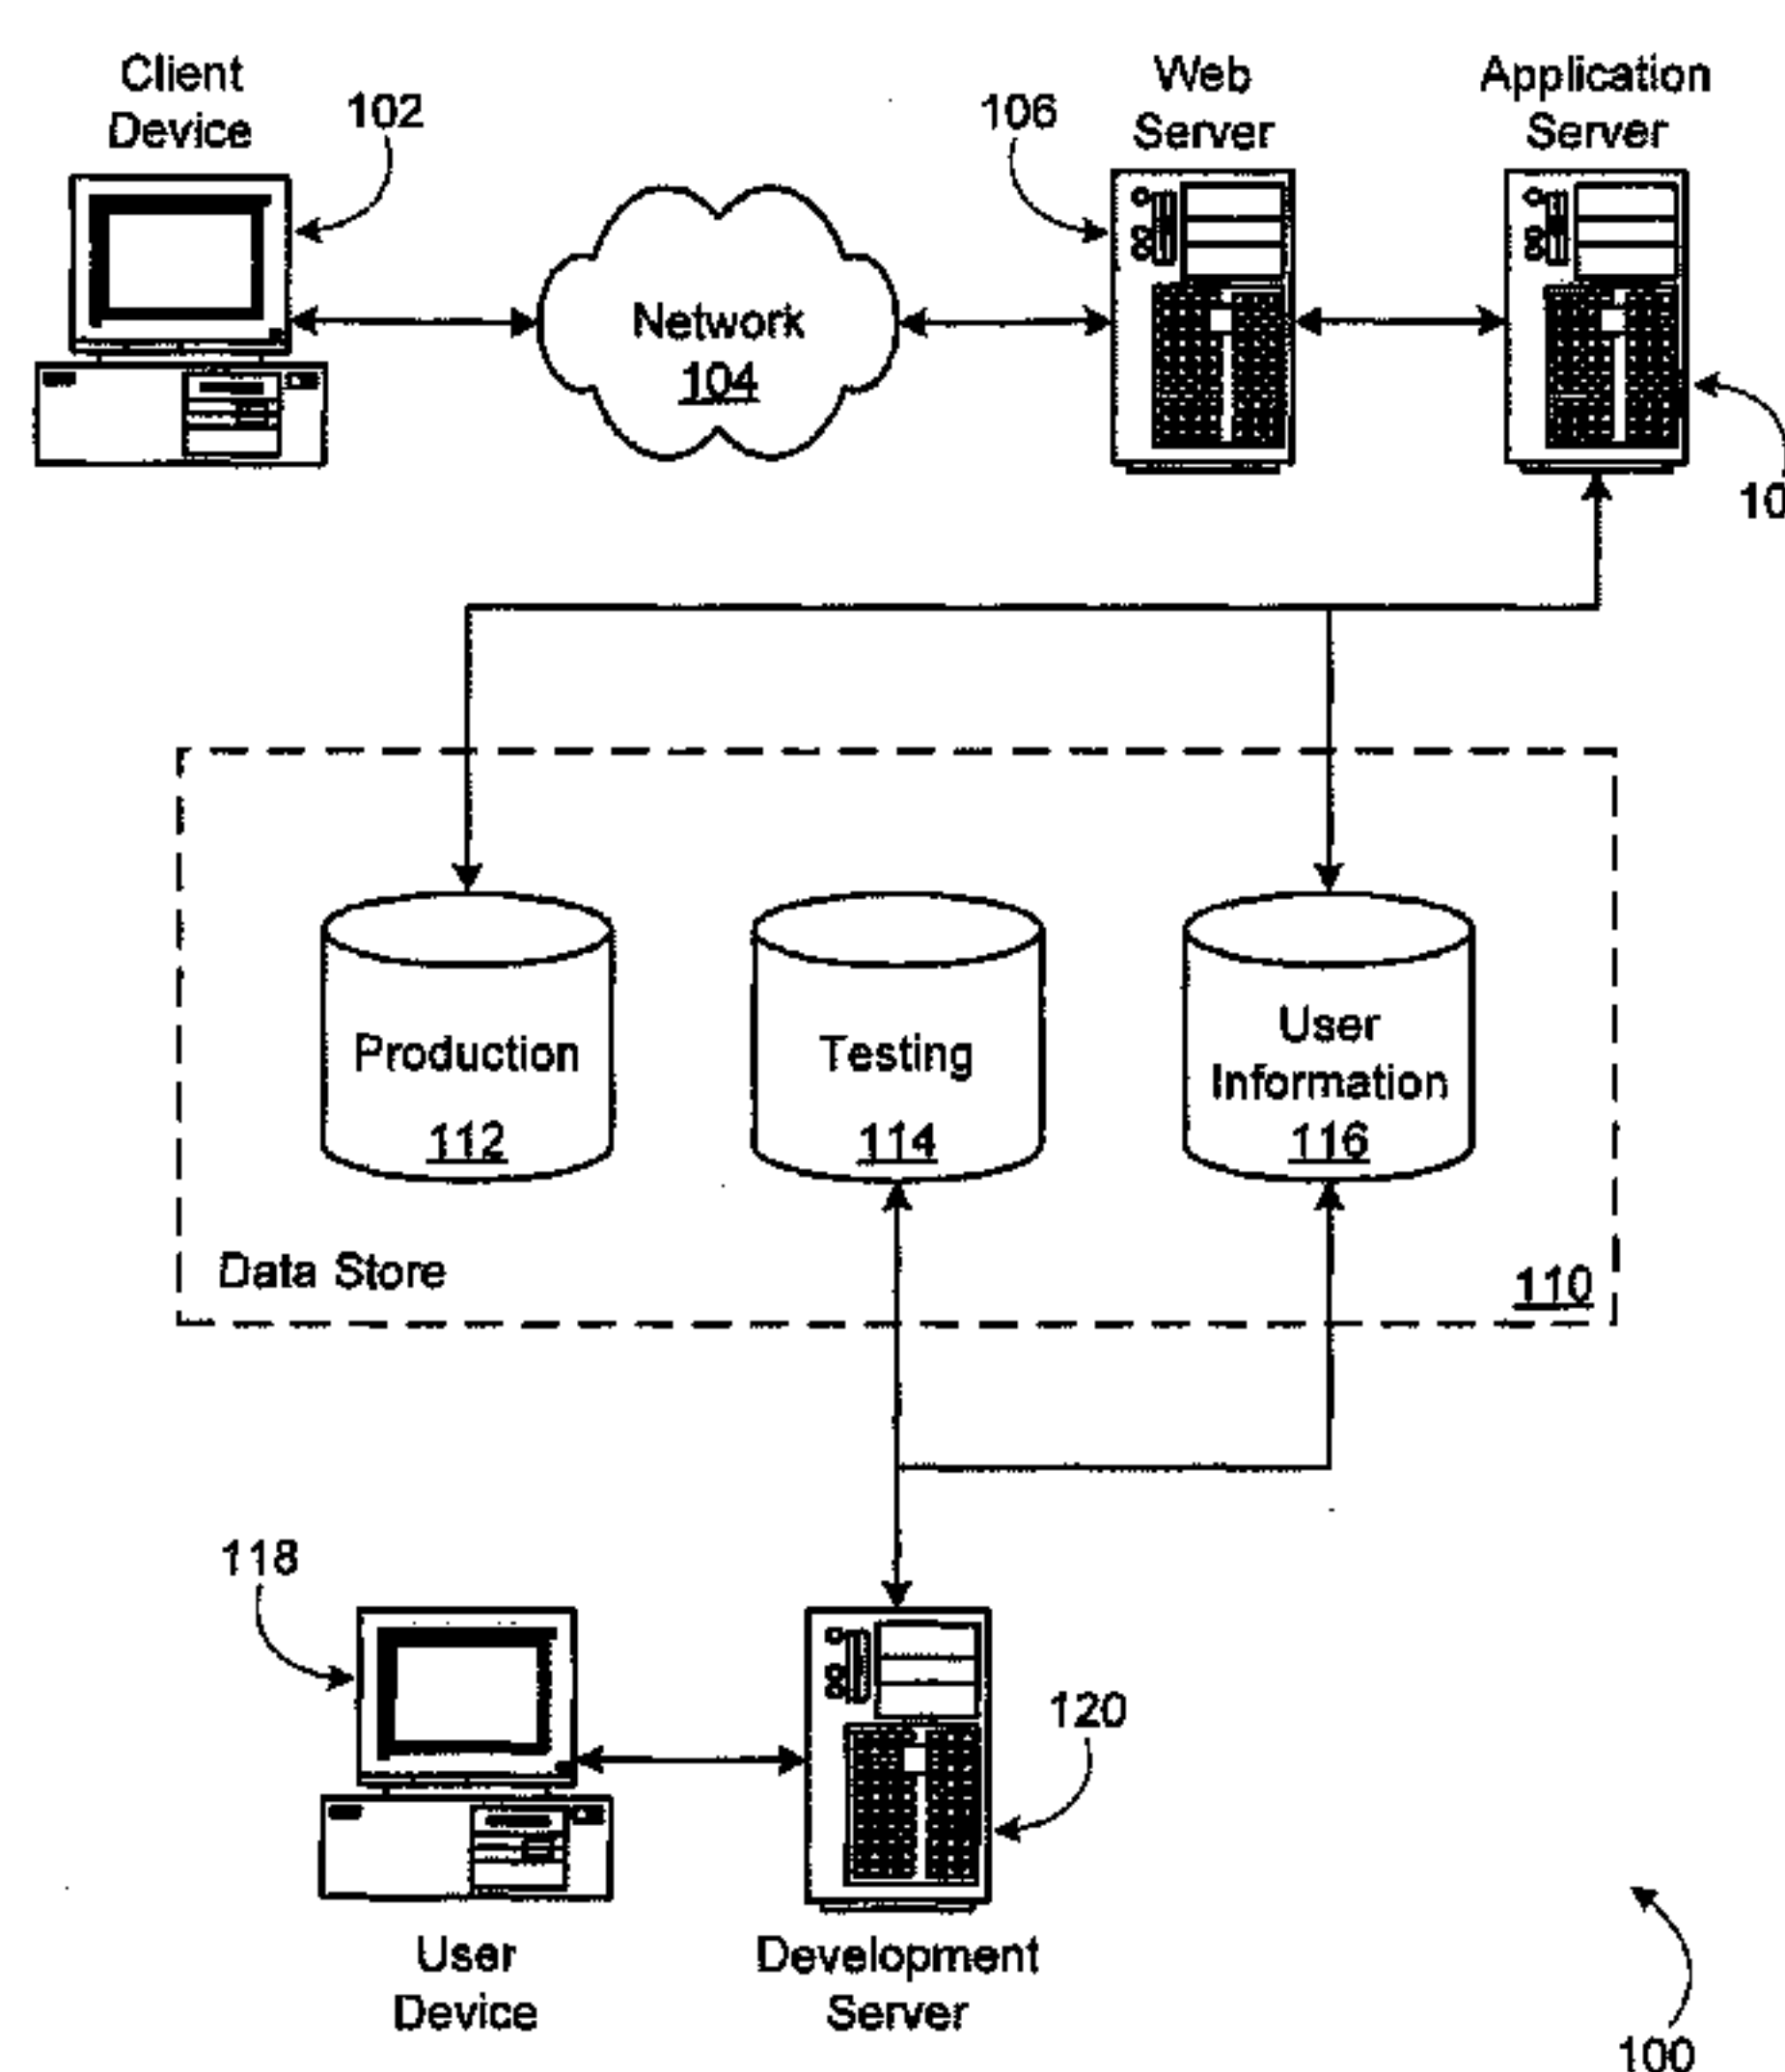 Client
Device
102
106
Web
Server
Application
Server
Network
104
10
Production
112
Testing
114
User
Information
116
Data Store
110
118
120
User
Device
Development
Server
100